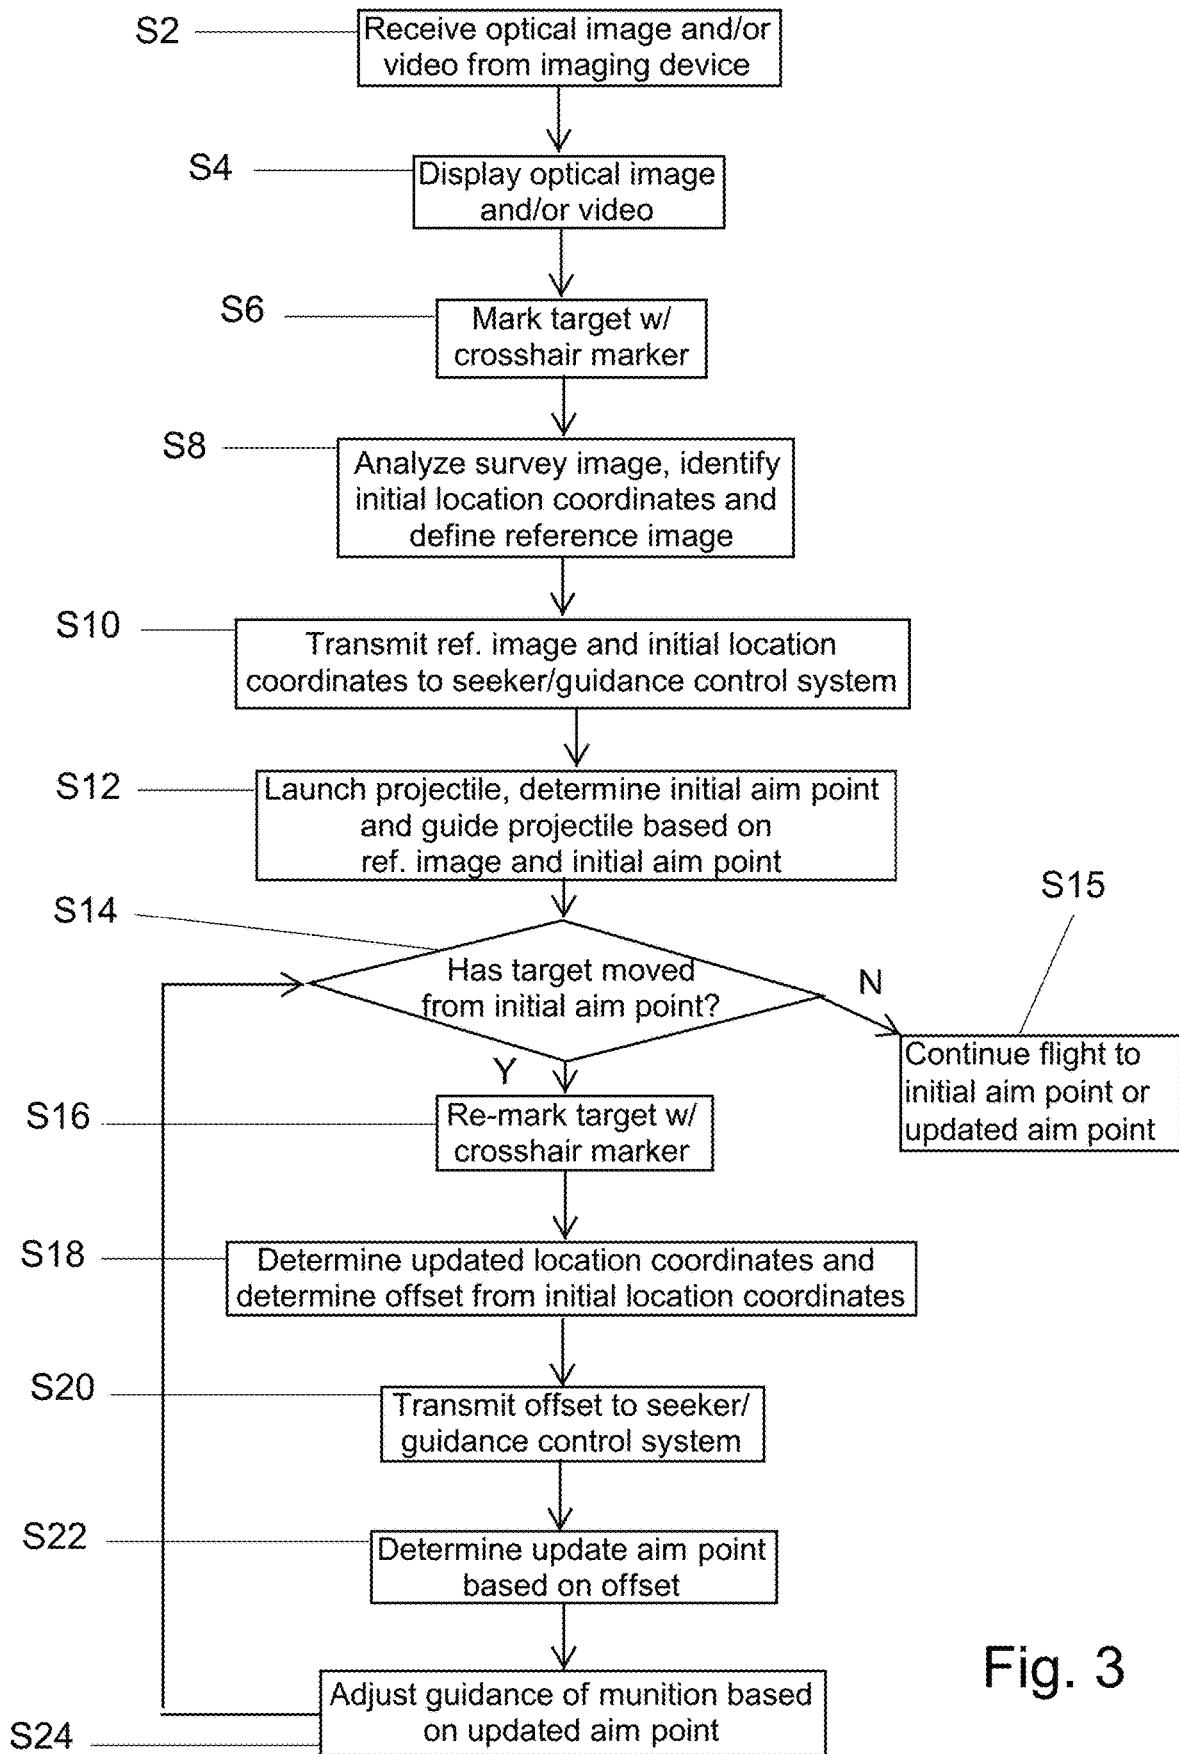 S2
Receive optical image and/or
video from imaging device
S4
Display optical image
and/or video
S6
Mark target w/
crosshair marker
S8
Analyze survey image, identify
initial location coordinates and
define reference image
S10
Transmit ref. image and initial location
coordinates to seeker/guidance control system
S12
Launch projectile, determine initial aim point
and guide projectile based on
ref. image and initial aim point
S14
Has target moved
from initial aim point?
N
S15
Continue flight to
initial aim point or
updated aim point
Y
S16
Re-mark target w/
crosshair marker
S18
Determine updated location coordinates and
determine offset from initial location coordinates
S20
Transmit offset to seeker/
guidance control system
S22
Determine update aim point
based on offset
S24
Adjust guidance of munition based
on updated aim point
Fig. 3